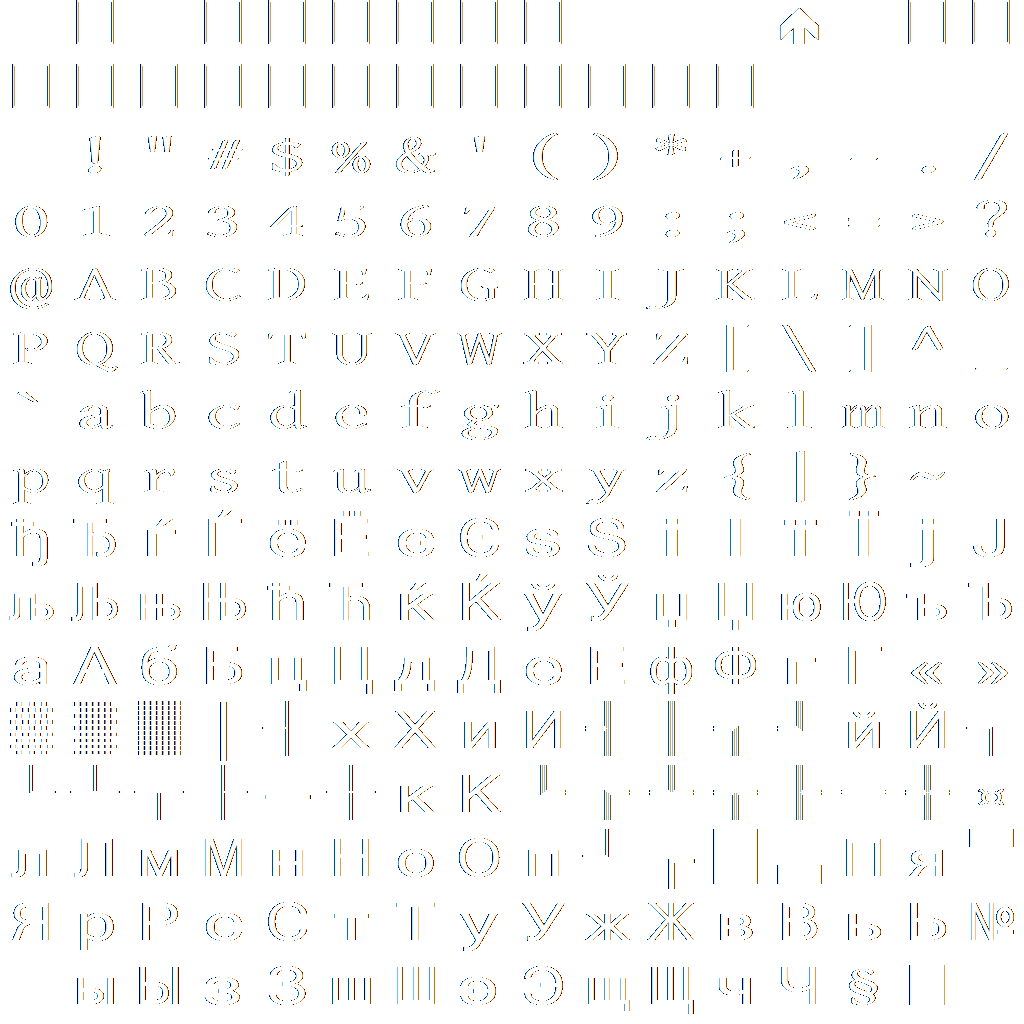 ! " # $ % & ' ( ) * + , - . /
0 1 2 3 4 5 6 7 8 9 : ; < = > ?
@ A B C D E F G H I J K L M N O
P Q R S T U V W X Y Z [ \ ] ^ _
` a b c d e f g h i j k l m n o
p q r s t u v w x y z { | } ~
ђ Ђ ѓ Ѓ ё Ё є Є ѕ Ѕ і І ї Ї ј Ј
љ Љ њ Њ ћ Ћ ќ Ќ ў Ў џ Џ ю Ю ъ Ъ
а А б Б ц Ц д Д е Е ф Ф г Г « »
░ ▒ ▓ │ ┤ х Х и И ╣ ║ ╗ ╝ й Й ┐
└ ┴ ┬ ├ ─ ┼ к К ╚ ╔ ╩ ╦ ╠ ═ ╬ ¤
л Л м М н Н о О п ┘ ┌ █ ▄ П я ▀
Я р Р с С т Т у У ж Ж в В ь Ь №
ы Ы з З ш Ш э Э щ Щ ч Ч § ■